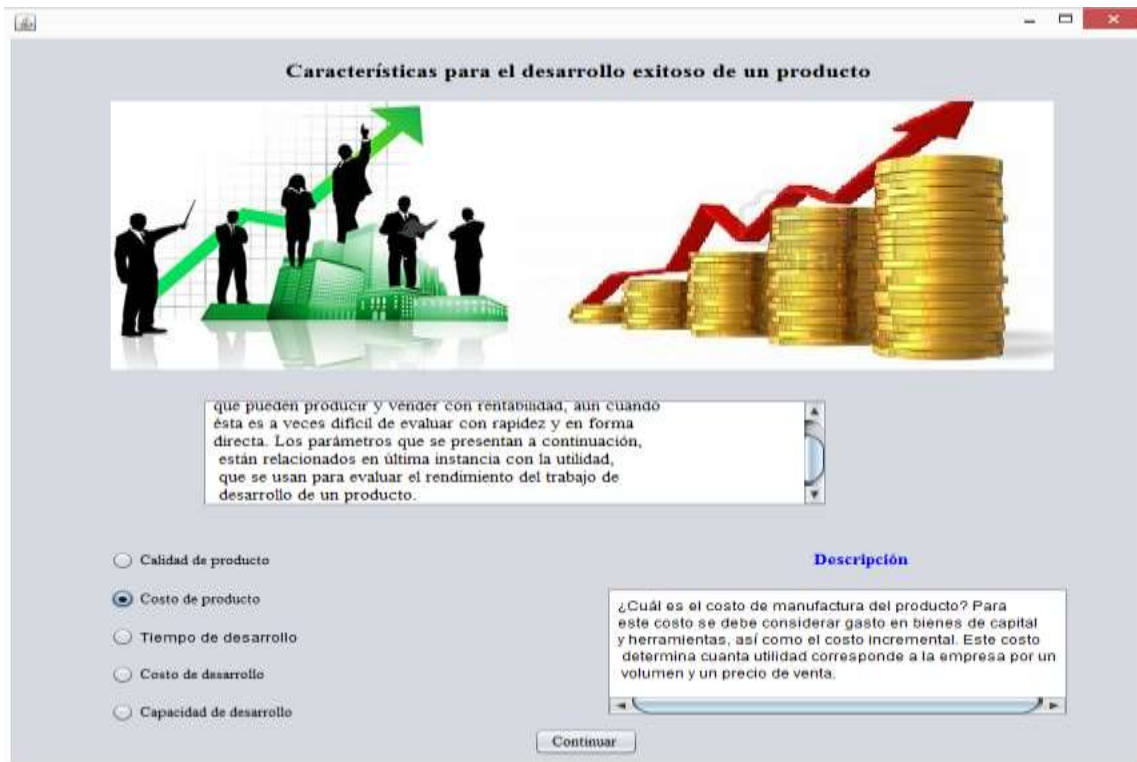 Características para el desarrollo exitoso de un producto
que pueden producir y vender con rentabilidad, aun cuando
ésta es a veces difícil de evaluar con rapidez y en forma
directa. Los parámetros que se presentan a continuación,
están relacionados en última instancia con la utilidad,
que se usan para evaluar el rendimiento del trabajo de
desarrollo de un producto.
Calidad de producto
Costo de producto
Tiempo de desarrollo
Costo de desarrollo
Capacidad de desarrollo
Descripción
¿Cuál es el costo de manufactura del producto? Para
este costo se debe considerar gasto en bienes de capital
y herramientas, así como el costo incremental. Este costo
determina cuanta utilidad corresponde a la empresa por un
volumen y un precio de venta.
Continuar